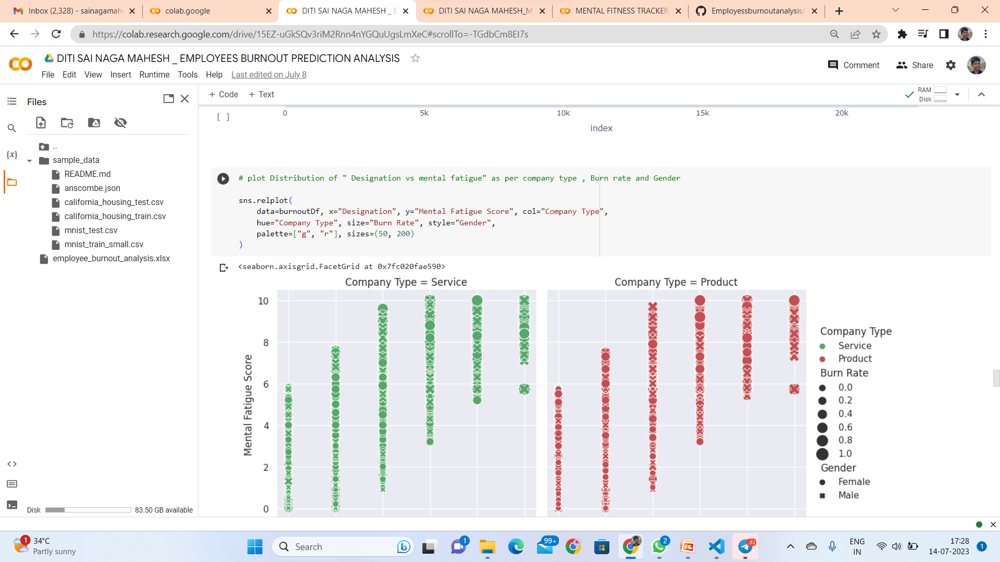 Inbox (2,328) - sainagamah
colab.google
DITI SAI NAGA MAHESH _ E
DITI SAI NAGA MAHESH_M
MENTAL FITNESS TRACKER
Employessburnoutanalysis/
https://colab.research.google.com/drive/15EZ-uGkSQv3riM2Rnn4nYGQuUgsLmXeC#scrollTo=-TGdbCm8EI7s
DITI SAI NAGA MAHESH _ EMPLOYEES BURNOUT PREDICTION ANALYSIS
File Edit View Insert Runtime Tools Help Last edited on July 8
Comment
Share
Files
+ Code + Text
RAM
Disk
..
sample_data
README.md
anscombe.json
california_housing_test.csv
california_housing_train.csv
mnist_test.csv
mnist_train_small.csv
employee_burnout_analysis.xlsx
Disk 83.50 GB available
[ ]
0 5k 10k 15k 20k
index
# plot Distribution of " Designation vs mental fatigue" as per company type , Burn rate and Gender
sns.relplot(
data=burnoutDf, x="Designation", y="Mental Fatigue Score", col="Company Type",
hue="Company Type", size="Burn Rate", style="Gender",
palette=["g", "r"], sizes=(50, 200)
)
<seaborn.axisgrid.FacetGrid at 0x7fc020fae590>
Company Type = Service
Company Type = Product
Mental Fatigue Score
10
8
6
4
2
0
Company Type
Service
Product
Burn Rate
0.0
0.2
0.4
0.6
0.8
1.0
Gender
Female
Male
1
34°C
Partly sunny
Search
1
99+
2
82
ENG
IN
17:28
14-07-2023
1